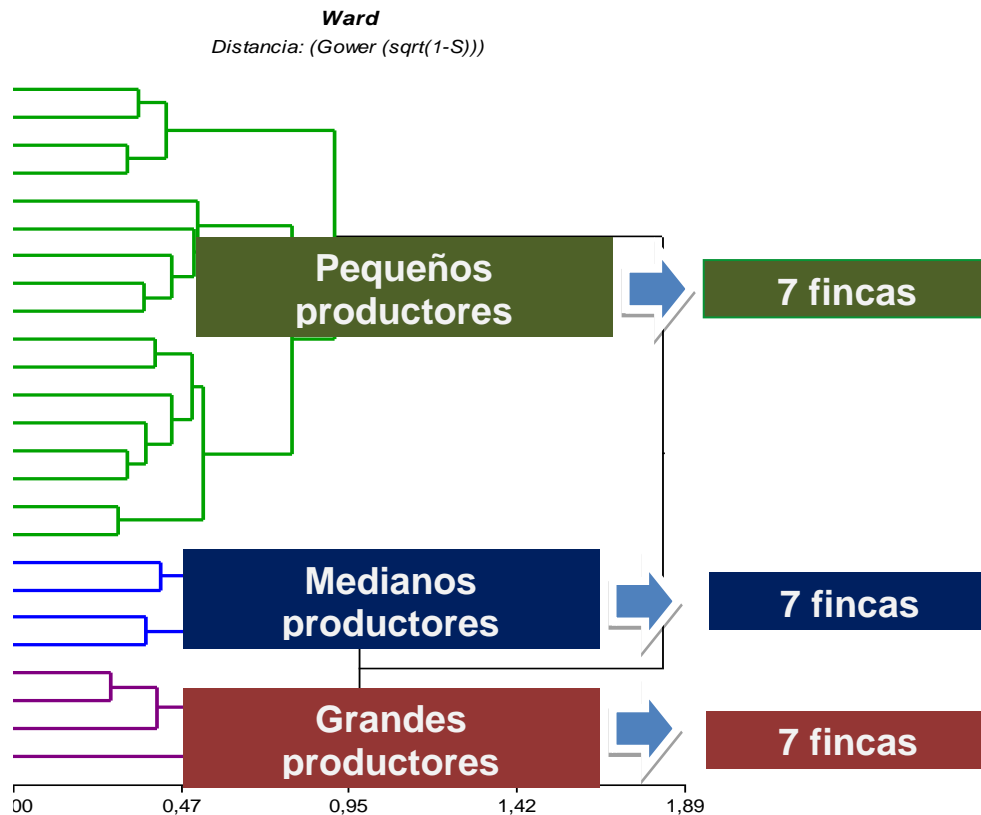 Ward
Distancia: (Gower (sqrt(1-S)))
Pequeños
productores
7 fincas
Medianos
productores
7 fincas
Grandes
productores
7 fincas
00 0,47 0,95 1,42 1,89